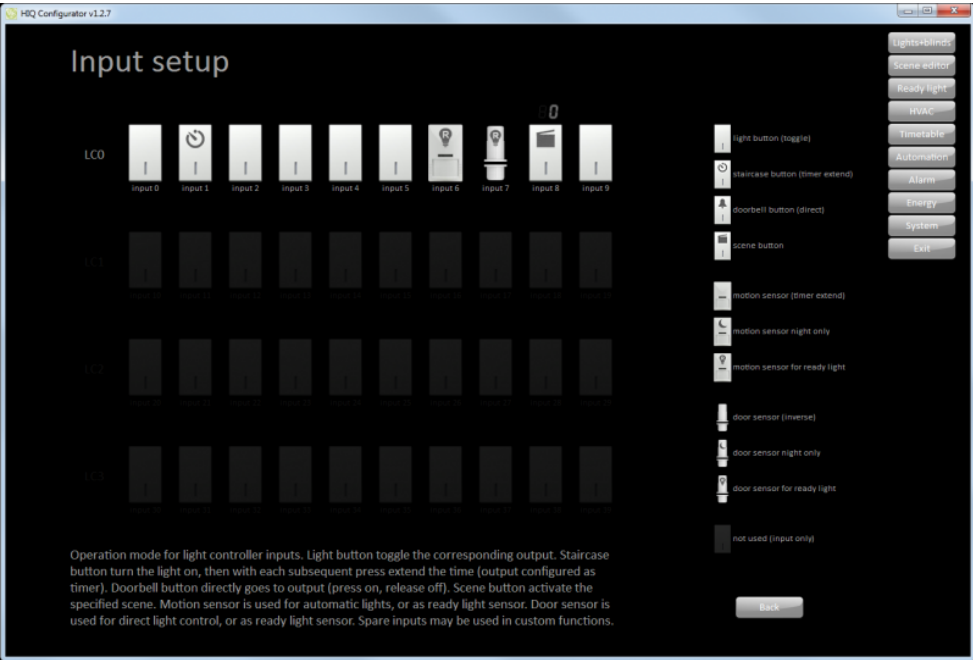 HIQ Configurator v1.2.7
Input setup
0
LC0
input 0 input 1 input 2 input 3 input 4 input 5 input 6 input 7 input 8 input 9
LC1
LC2
LC3
light button (toggle)
staircase button (timer extend)
doorbell button (direct)
scene button
motion sensor (timer extend)
motion sensor night only
motion sensor for ready light
door sensor (inverse)
door sensor night only
door sensor for ready light
not used (input only)
Lights+blinds
Scene editor
Ready light
HVAC
Timetable
Automation
Alarm
Energy
System
Exit
Operation mode for light controller inputs. Light button toggle the corresponding output. Staircase
button turn the light on, then with each subsequent press extend the time (output configured as
timer). Doorbell button directly goes to output (press on, release off). Scene button activate the
specified scene. Motion sensor is used for automatic lights, or as ready light sensor. Door sensor is
used for direct light control, or as ready light sensor. Spare inputs may be used in custom functions.
Back